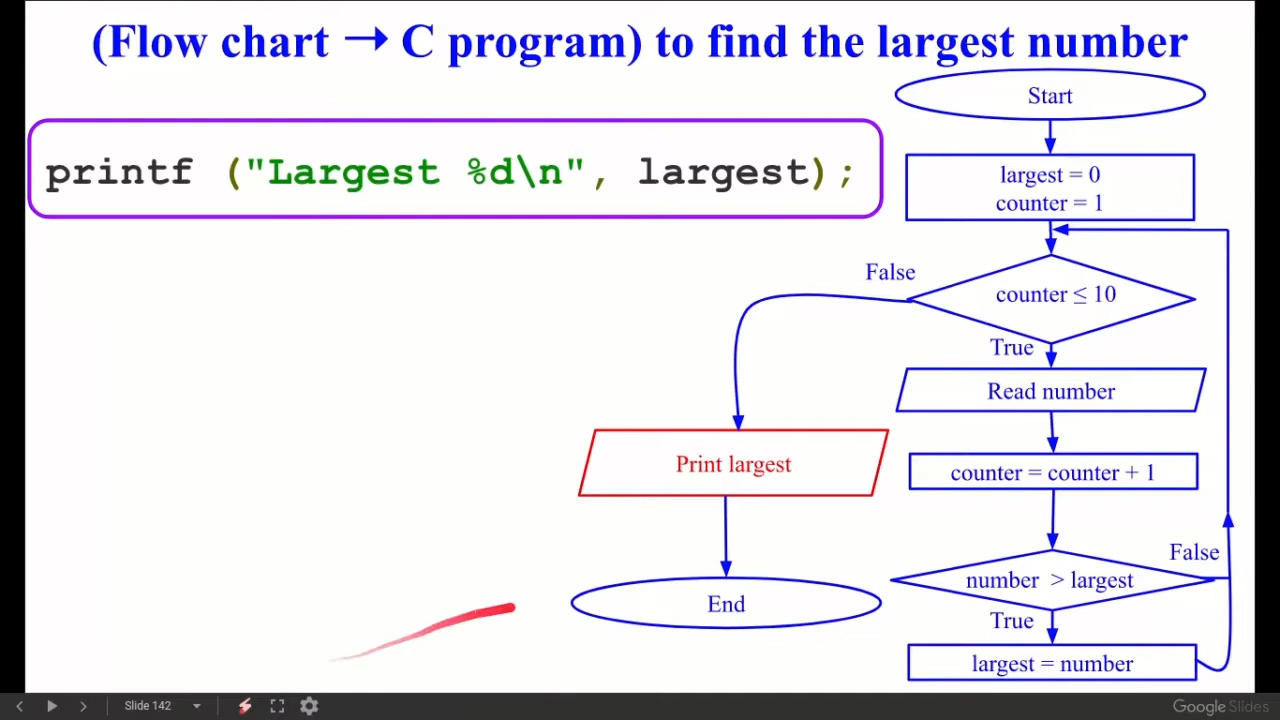 (Flow chart → C program) to find the largest number
printf ("Largest %d\n", largest);
Start
largest = 0
counter = 1
False
counter ≤ 10
True
Read number
Print largest
counter = counter + 1
False
number > largest
End
True
largest = number
Slide 142
Google Slides